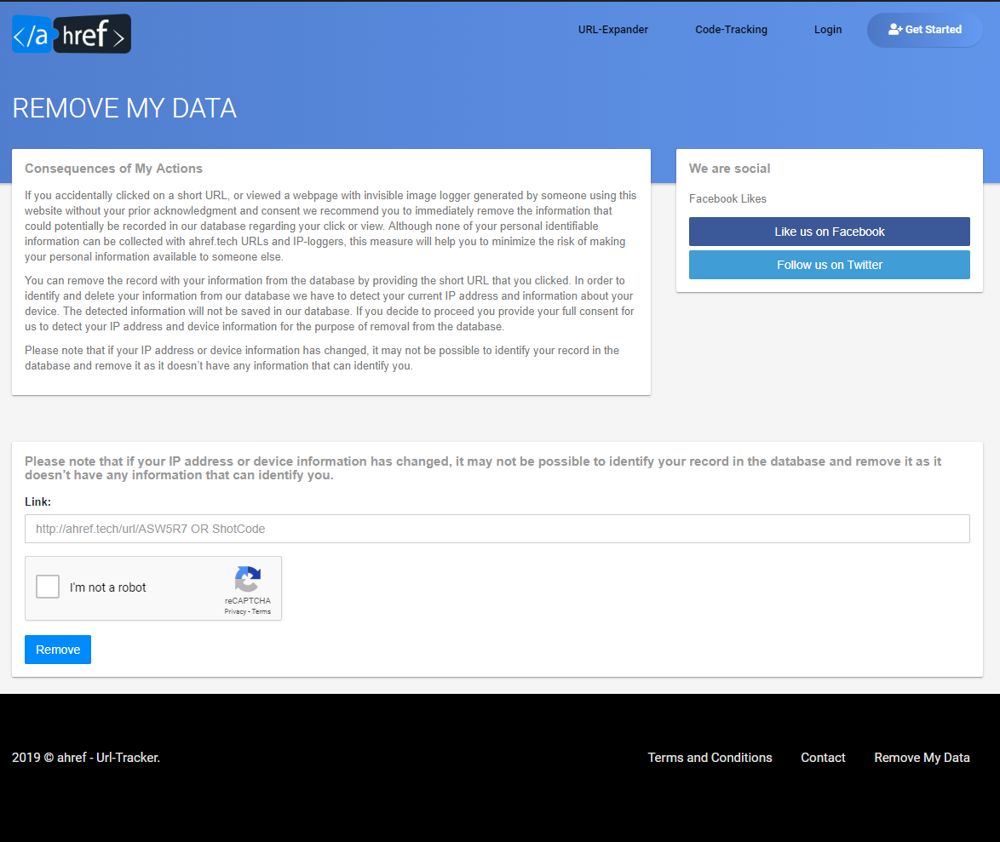 </a href >
URL-Expander
Code-Tracking
Login
Get Started
REMOVE MY DATA
Consequences of My Actions
If you accidentally clicked on a short URL, or viewed a webpage with invisible image logger generated by someone using this
website without your prior acknowledgment and consent we recommend you to immediately remove the information that
could potentially be recorded in our database regarding your click or view. Although none of your personal identifiable
information can be collected with ahref.tech URLs and IP-loggers, this measure will help you to minimize the risk of making
your personal information available to someone else.
You can remove the record with your information from the database by providing the short URL that you clicked. In order to
identify and delete your information from our database we have to detect your current IP address and information about your
device. The detected information will not be saved in our database. If you decide to proceed you provide your full consent for
us to detect your IP address and device information for the purpose of removal from the database.
Please note that if your IP address or device information has changed, it may not be possible to identify your record in the
database and remove it as it doesn’t have any information that can identify you.
We are social
Facebook Likes
Like us on Facebook
Follow us on Twitter
Please note that if your IP address or device information has changed, it may not be possible to identify your record in the database and remove it as it
doesn’t have any information that can identify you.
Link:
http://ahref.tech/url/ASW5R7 OR ShotCode
I'm not a robot
reCAPTCHA
Privacy - Terms
Remove
2019 © ahref - Url-Tracker.
Terms and Conditions
Contact
Remove My Data